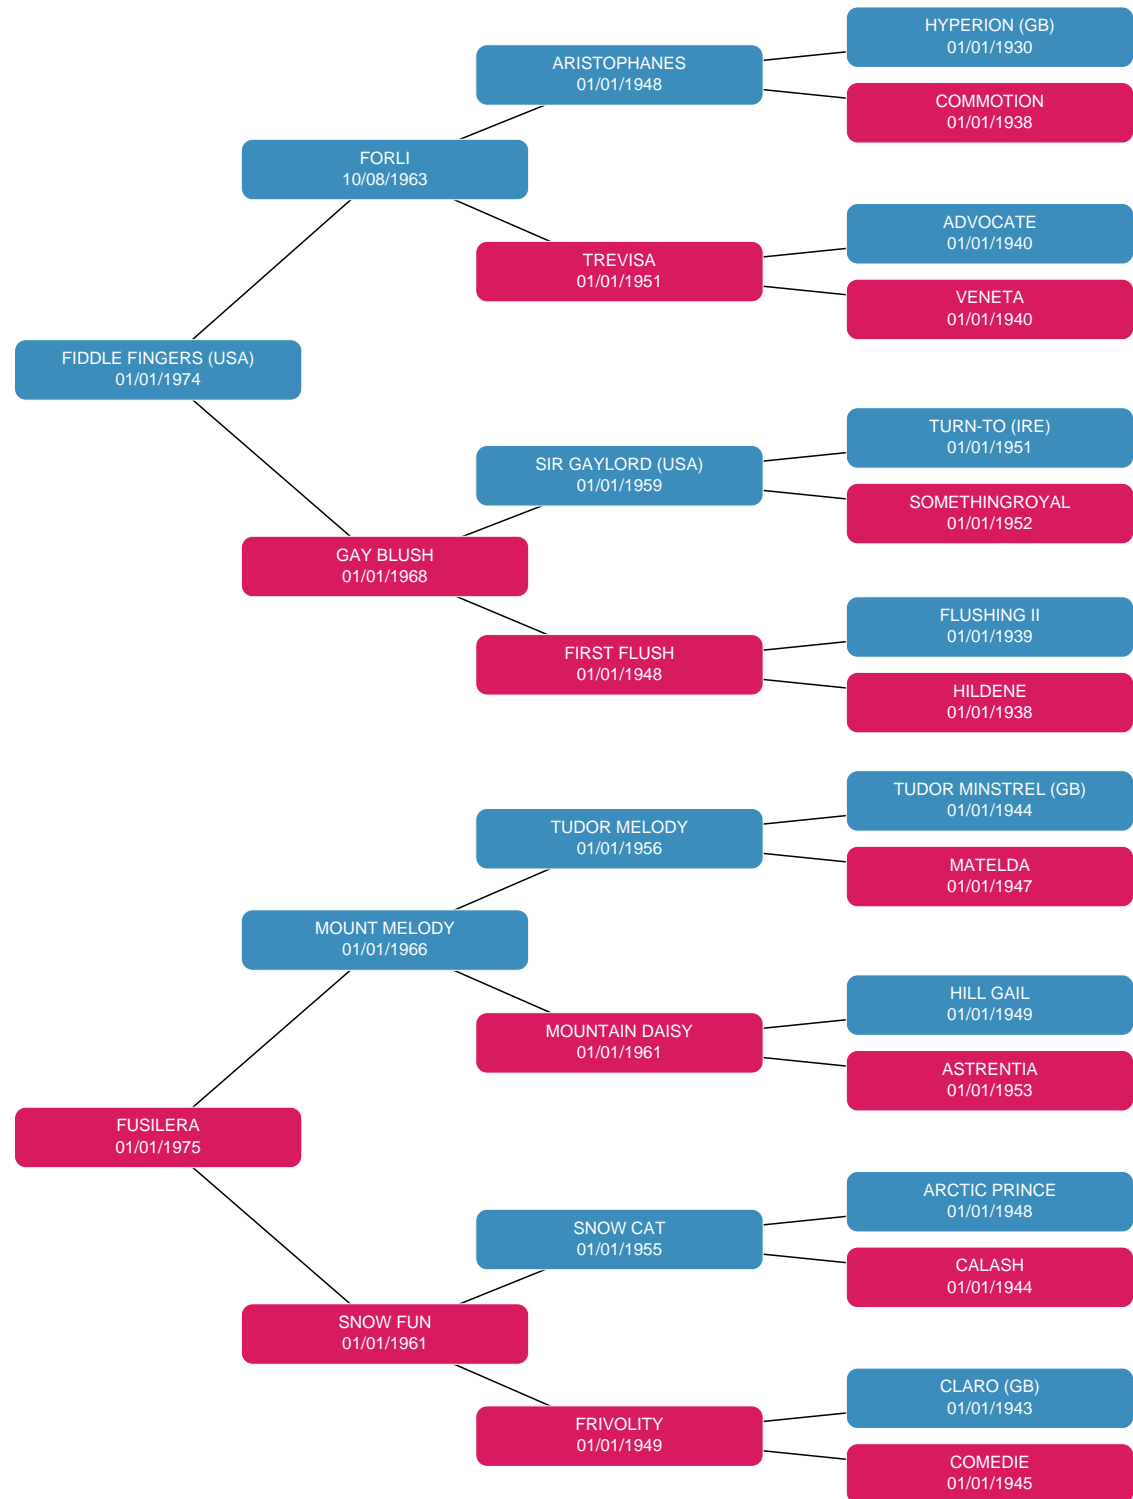 HYPERION (GB)
01/01/1930
ARISTOPHANES
01/01/1948
COMMOTION
01/01/1938
FORLI
10/08/1963
ADVOCATE
01/01/1940
TREVISA
01/01/1951
VENETA
01/01/1940
FIDDLE FINGERS (USA)
01/01/1974
TURN-TO (IRE)
01/01/1951
SIR GAYLORD (USA)
01/01/1959
SOMETHINGROYAL
01/01/1952
GAY BLUSH
01/01/1968
FLUSHING II
01/01/1939
FIRST FLUSH
01/01/1948
HILDENE
01/01/1938
TUDOR MINSTREL (GB)
01/01/1944
TUDOR MELODY
01/01/1956
MATELDA
01/01/1947
MOUNT MELODY
01/01/1966
HILL GAIL
01/01/1949
MOUNTAIN DAISY
01/01/1961
ASTRENTIA
01/01/1953
FUSILERA
01/01/1975
ARCTIC PRINCE
01/01/1948
SNOW CAT
01/01/1955
CALASH
01/01/1944
SNOW FUN
01/01/1961
CLARO (GB)
01/01/1943
FRIVOLITY
01/01/1949
COMEDIE
01/01/1945